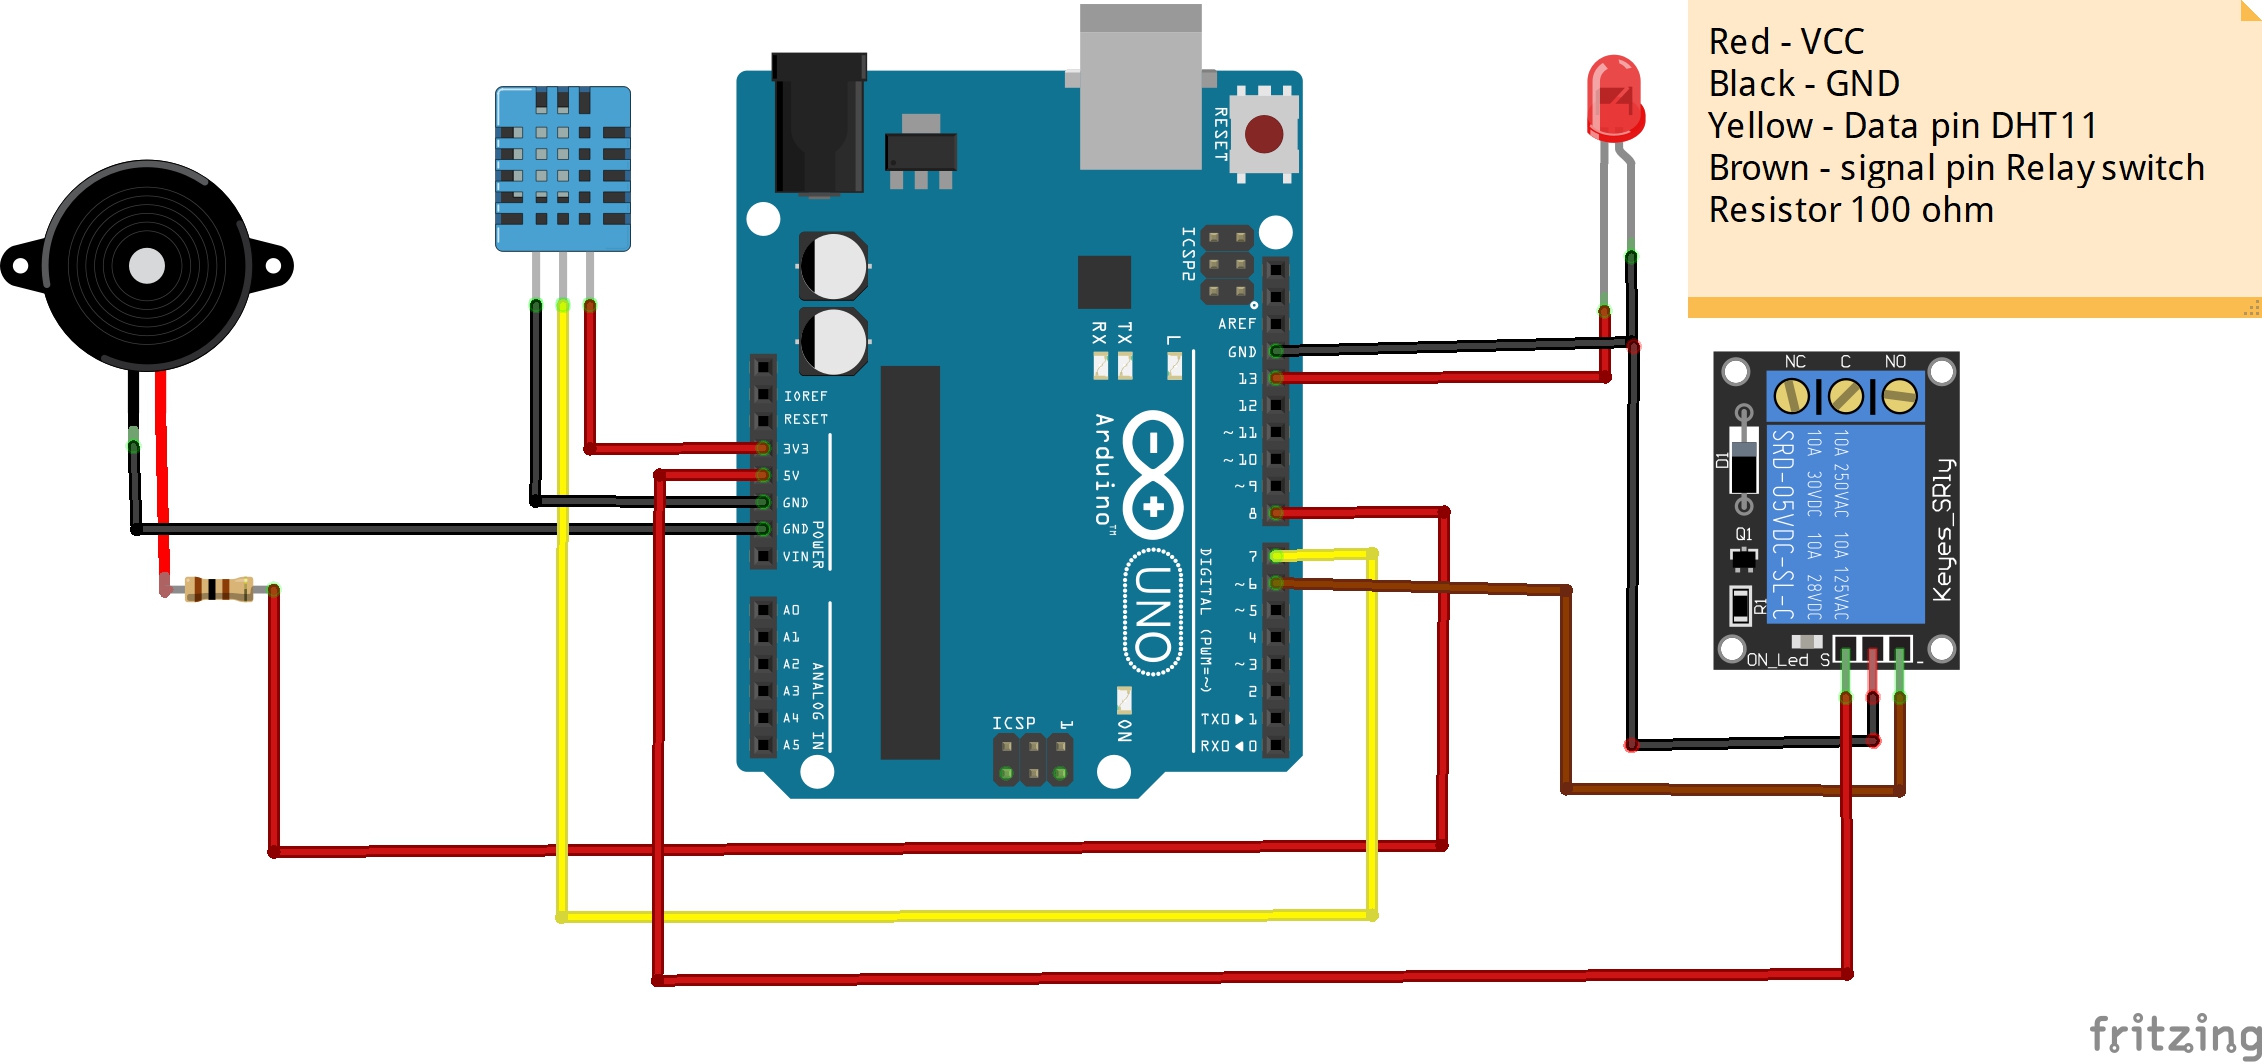 Red - VCC
Black - GND
Yellow - Data pin DHT11
Brown - signal pin Relay switch
Resistor 100 ohm
RESET
ICSP2
AREF
GND
13
12
~11
~10
~9
8
7
~6
~5
4
~3
2
TX0▶1
RX0◀0
DIGITAL (PWM=~)
RX
TX
L
Arduino™
UNO
IOREF
RESET
3V3
5V
GND
GND
VIN
POWER
A0
A1
A2
A3
A4
A5
ANALOG IN
ICSP
1
ON
NC
C
NO
D1
Q1
R1
SRD-05VDC-SL-C
10A 30VDC 10A 28VDC
10A 250VAC 10A 125VAC
Keyes_SR1y
ON_Led S
-
fritzing